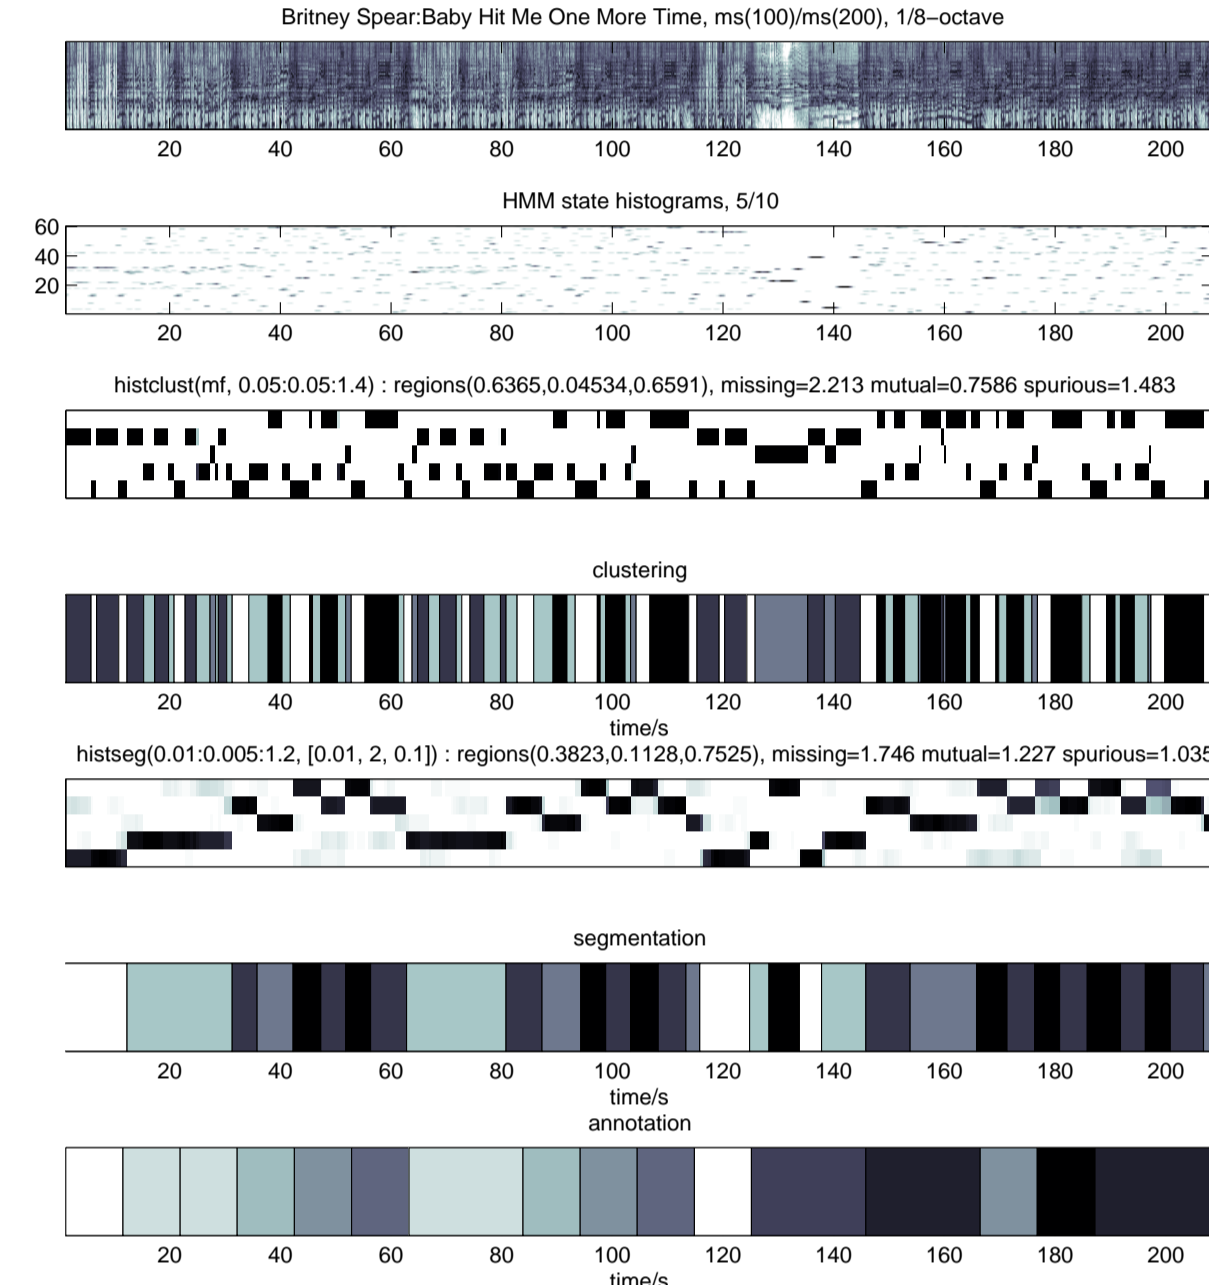 Britney Spear:Baby Hit Me One More Time, ms(100)/ms(200), 1/8−octave
20 40 60 80 100 120 140 160 180 200
HMM state histograms, 5/10
60
40
20
20 40 60 80 100 120 140 160 180 200
histclust(mf, 0.05:0.05:1.4) : regions(0.6365,0.04534,0.6591), missing=2.213 mutual=0.7586 spurious=1.483
clustering
20 40 60 80 100 120 140 160 180 200
time/s
histseg(0.01:0.005:1.2, [0.01, 2, 0.1]) : regions(0.3823,0.1128,0.7525), missing=1.746 mutual=1.227 spurious=1.035
segmentation
20 40 60 80 100 120 140 160 180 200
time/s
annotation
20 40 60 80 100 120 140 160 180 200
time/s